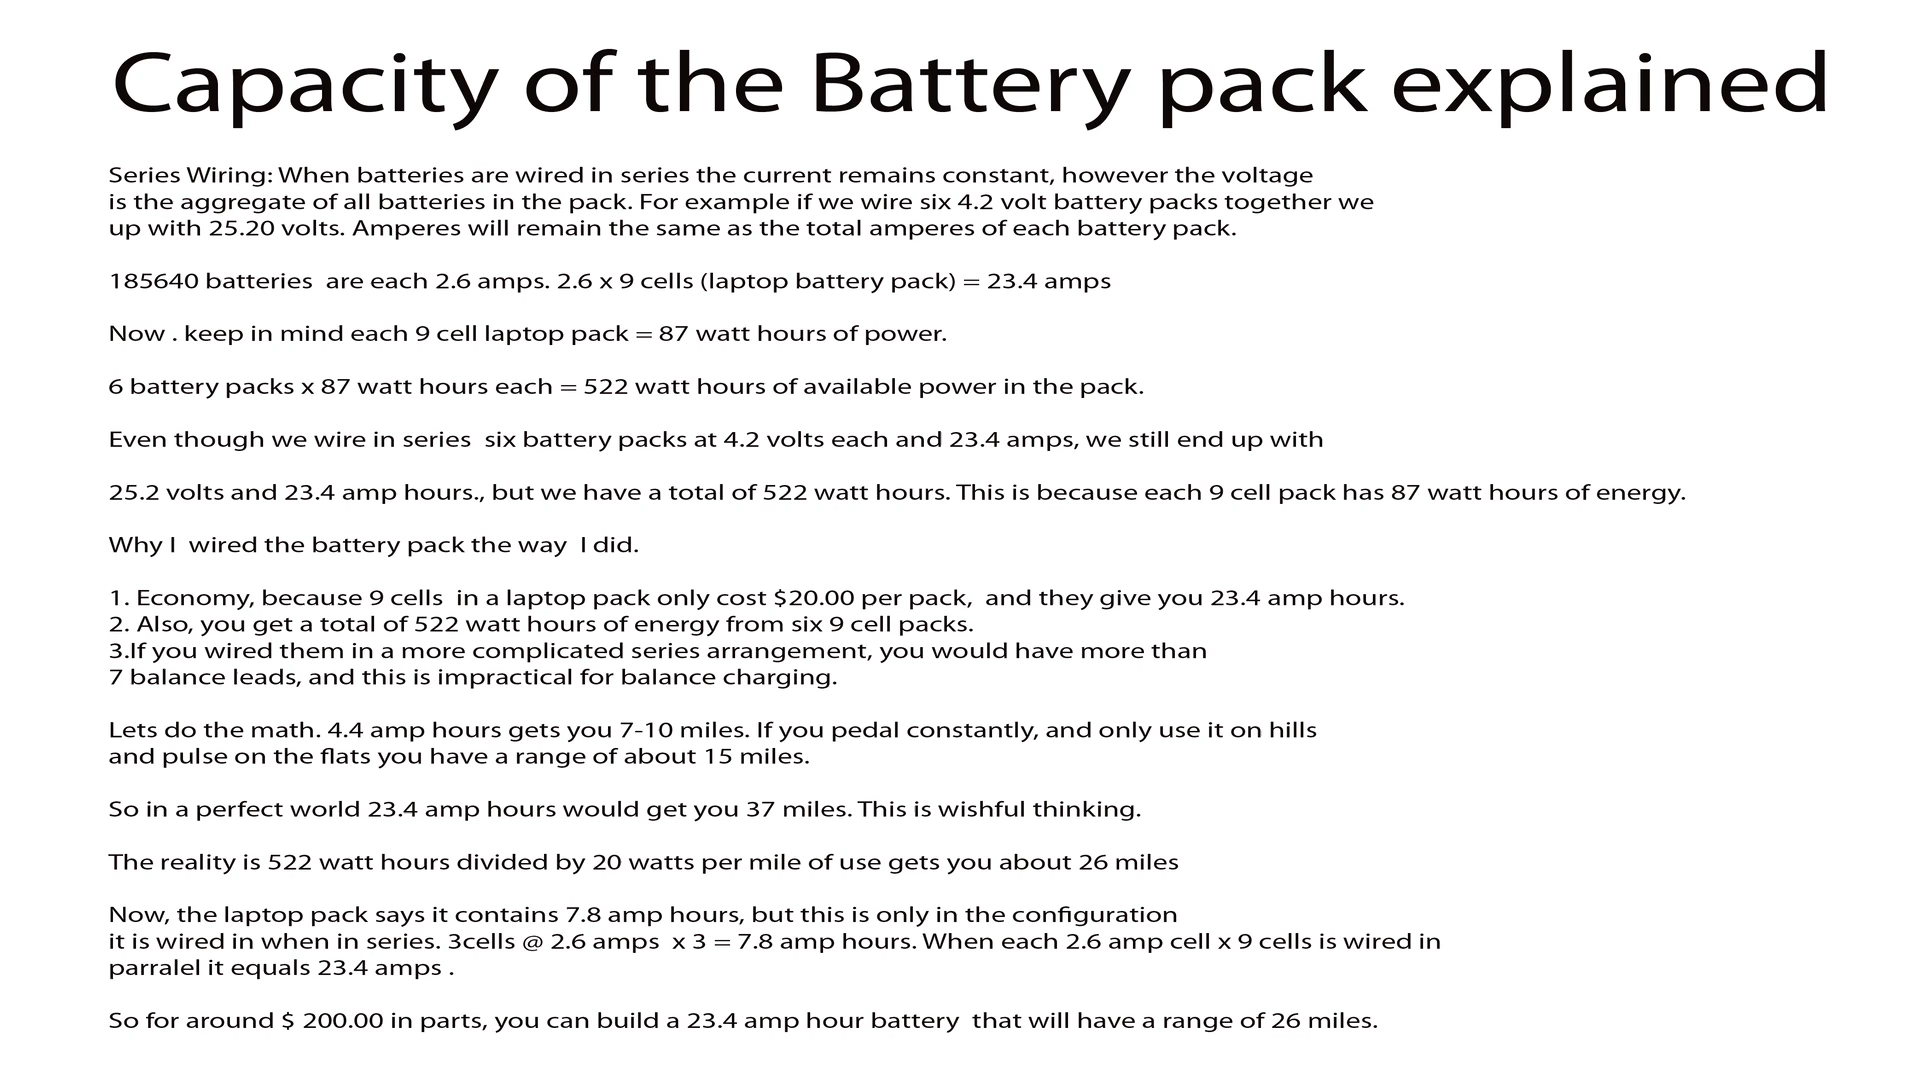 Capacity of the Battery pack explained
Series Wiring: When batteries are wired in series the current remains constant, however the voltage
is the aggregate of all batteries in the pack. For example if we wire six 4.2 volt battery packs together we
up with 25.20 volts. Amperes will remain the same as the total amperes of each battery pack.
185640 batteries  are each 2.6 amps. 2.6 x 9 cells (laptop battery pack) = 23.4 amps
Now . keep in mind each 9 cell laptop pack = 87 watt hours of power.
6 battery packs x 87 watt hours each = 522 watt hours of available power in the pack.
Even though we wire in series  six battery packs at 4.2 volts each and 23.4 amps, we still end up with
25.2 volts and 23.4 amp hours., but we have a total of 522 watt hours. This is because each 9 cell pack has 87 watt hours of energy.
Why I  wired the battery pack the way  I did.
1. Economy, because 9 cells  in a laptop pack only cost $20.00 per pack,  and they give you 23.4 amp hours.
2. Also, you get a total of 522 watt hours of energy from six 9 cell packs.
3.If you wired them in a more complicated series arrangement, you would have more than
7 balance leads, and this is impractical for balance charging.
Lets do the math. 4.4 amp hours gets you 7-10 miles. If you pedal constantly, and only use it on hills
and pulse on the flats you have a range of about 15 miles.
So in a perfect world 23.4 amp hours would get you 37 miles. This is wishful thinking.
The reality is 522 watt hours divided by 20 watts per mile of use gets you about 26 miles
Now, the laptop pack says it contains 7.8 amp hours, but this is only in the configuration
it is wired in when in series. 3cells @ 2.6 amps  x 3 = 7.8 amp hours. When each 2.6 amp cell x 9 cells is wired in
parralel it equals 23.4 amps .
So for around $ 200.00 in parts, you can build a 23.4 amp hour battery  that will have a range of 26 miles.